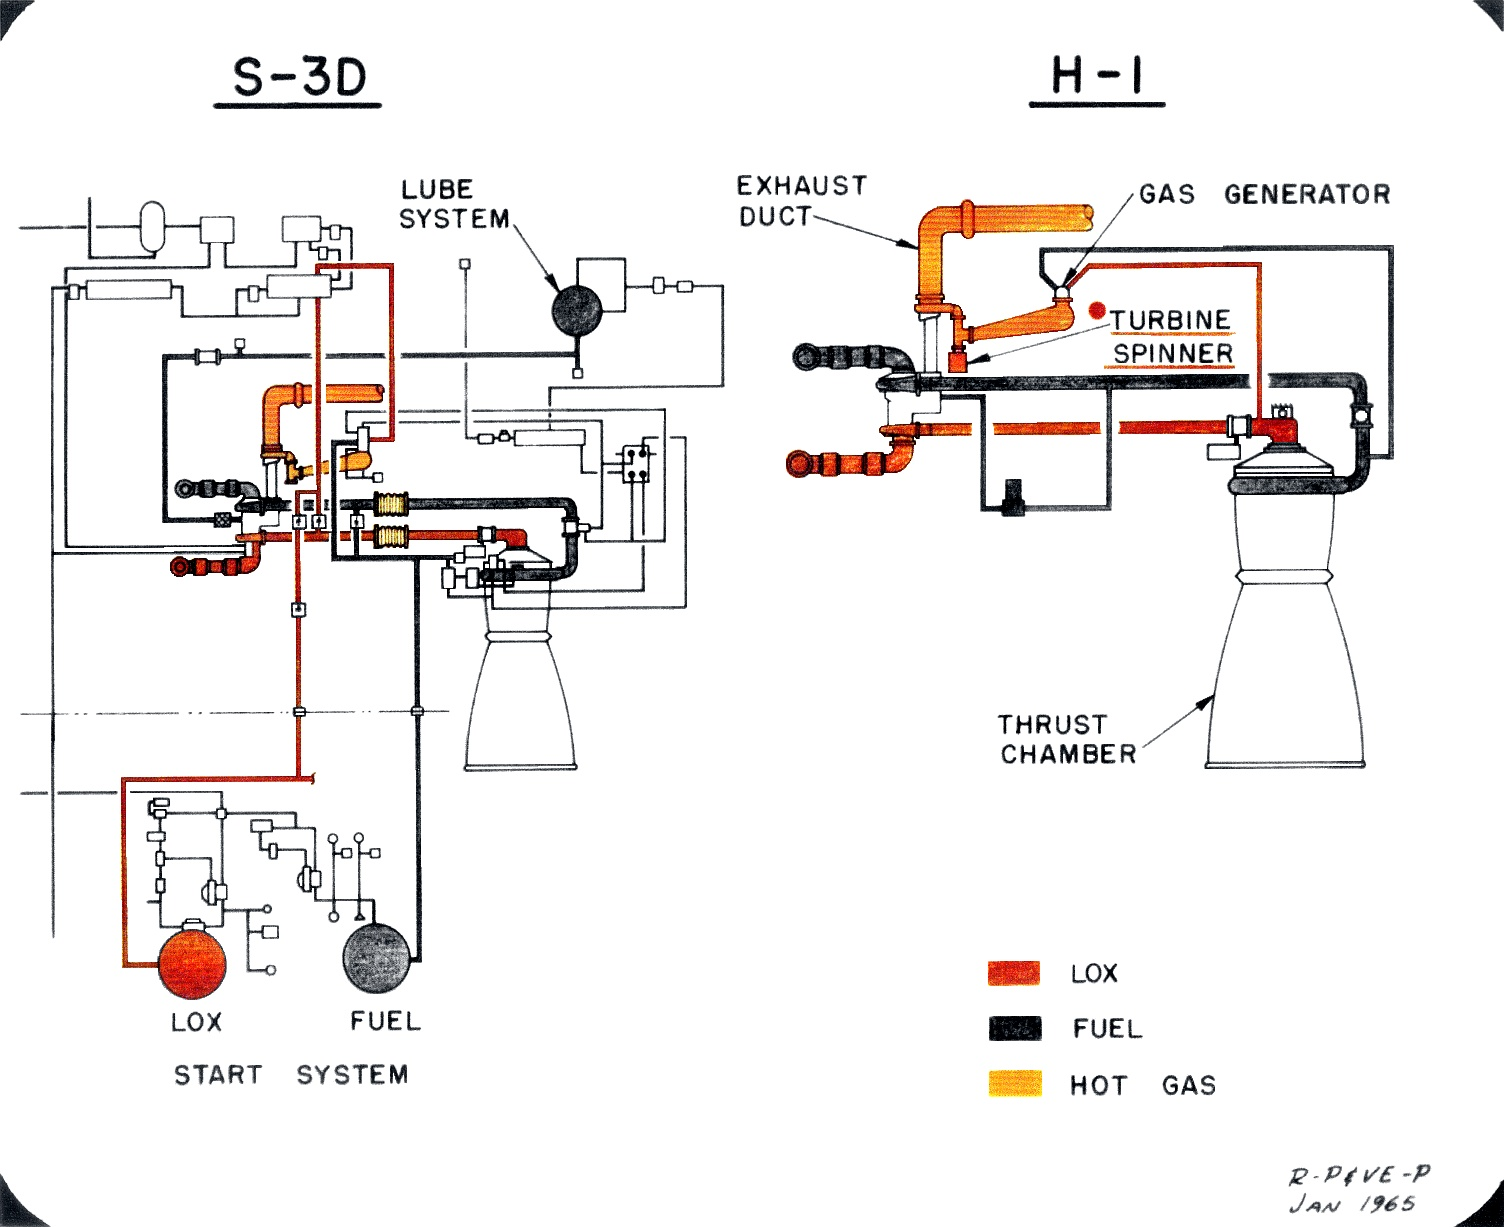 S-3D
H-1
LUBE
SYSTEM
EXHAUST
DUCT
GAS GENERATOR
TURBINE
SPINNER
THRUST
CHAMBER
LOX
FUEL
START SYSTEM
LOX
FUEL
HOT GAS
R-P&VE-P
JAN 1965